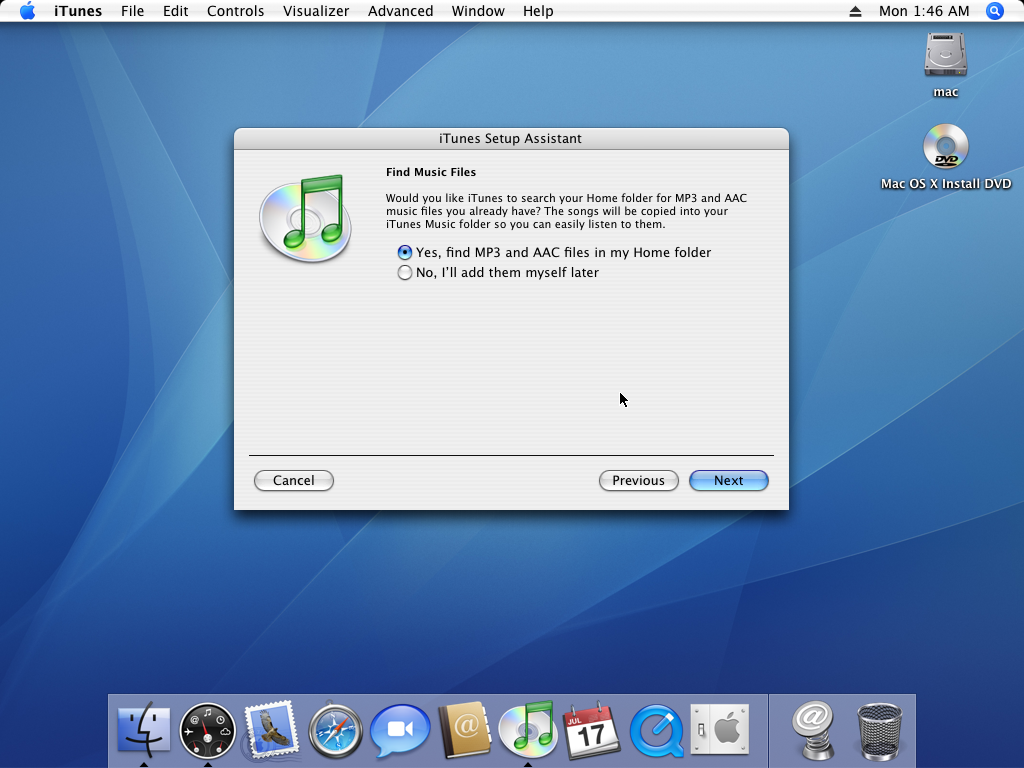 iTunes File Edit Controls Visualizer Advanced Window Help Mon 1:46 AM
mac
DVD
Mac OS X Install DVD
iTunes Setup Assistant
Find Music Files
Would you like iTunes to search your Home folder for MP3 and AAC
music files you already have? The songs will be copied into your
iTunes Music folder so you can easily listen to them.
Yes, find MP3 and AAC files in my Home folder
No, I'll add them myself later
Cancel Previous Next
@
JUL
17
@